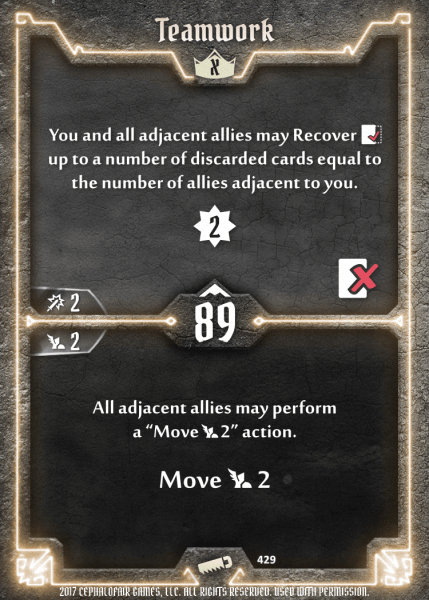 Teamwork
X
You and all adjacent allies may Recover
up to a number of discarded cards equal to
the number of allies adjacent to you.
2
2
89
2
All adjacent allies may perform
a “Move 2” action.
Move 2
429
2017 CEPHALOFAIR GAMES, LLC. ALL RIGHTS RESERVED. USED WITH PERMISSION.